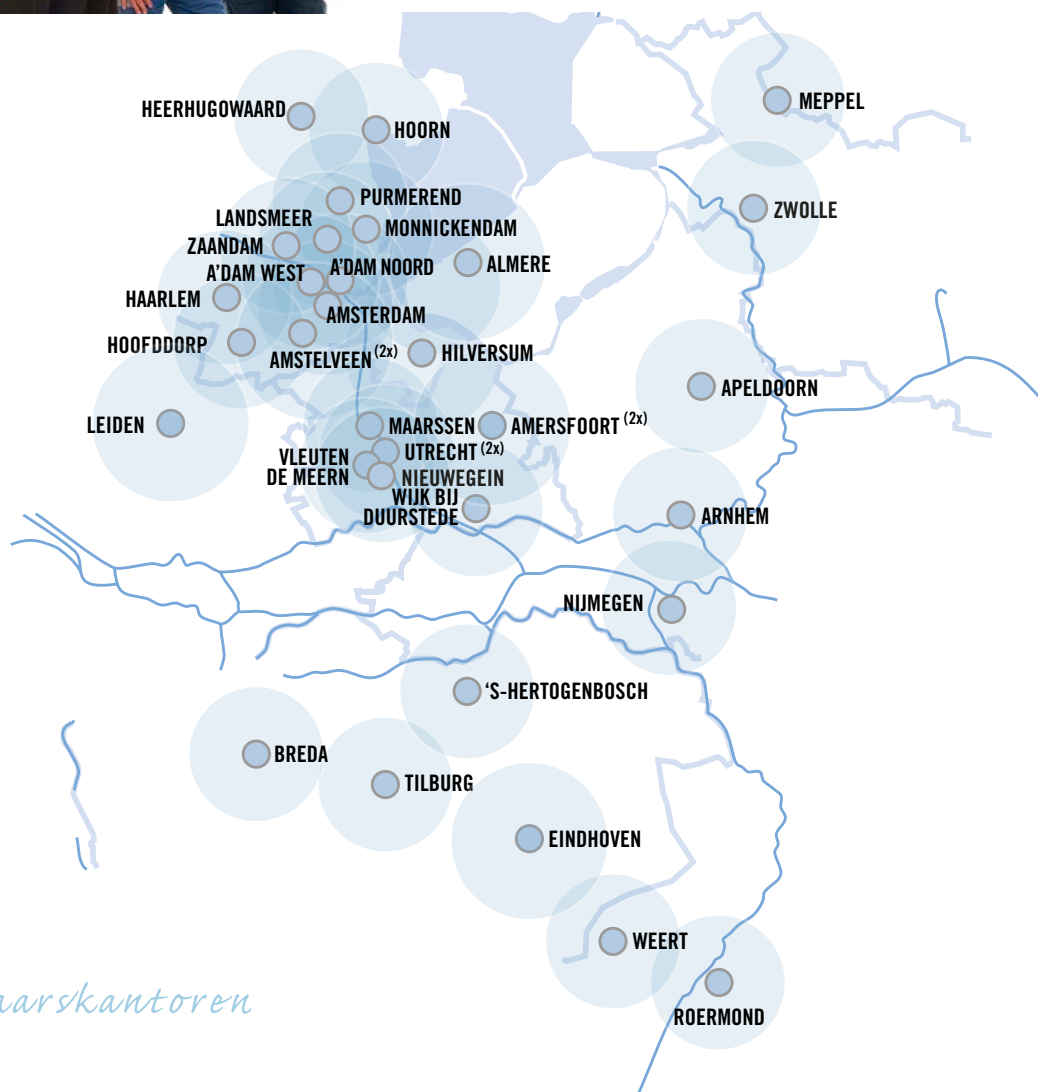 HEERHUGOWAARD
HOORN
MEPPEL
PURMEREND
ZWOLLE
LANDSMEER
MONNICKENDAM
ZAANDAM
A'DAM WEST
A'DAM NOORD
ALMERE
HAARLEM
AMSTERDAM
HOOFDDORP
AMSTELVEEN (2x)
HILVERSUM
APELDOORN
LEIDEN
MAARSSEN
AMERSFOORT (2x)
UTRECHT (2x)
VLEUTEN
DE MEERN
NIEUWEGEIN
WIJK BIJ
DUURSTEDE
ARNHEM
NIJMEGEN
‘S-HERTOGENBOSCH
BREDA
TILBURG
EINDHOVEN
WEERT
aarskantoren
ROERMOND